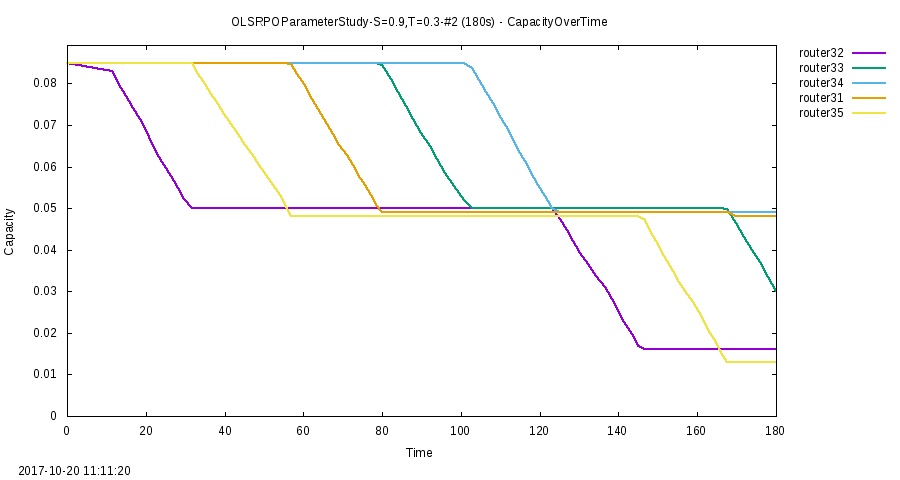 OLSRPOParameterStudy-S=0.9,T=0.3-#2 (180s) - CapacityOverTime
router32
router33
router34
router31
router35
0.08
0.07
0.06
0.05
0.04
0.03
0.02
0.01
0
Capacity
0 20 40 60 80 100 120 140 160 180
Time
2017-10-20 11:11:20